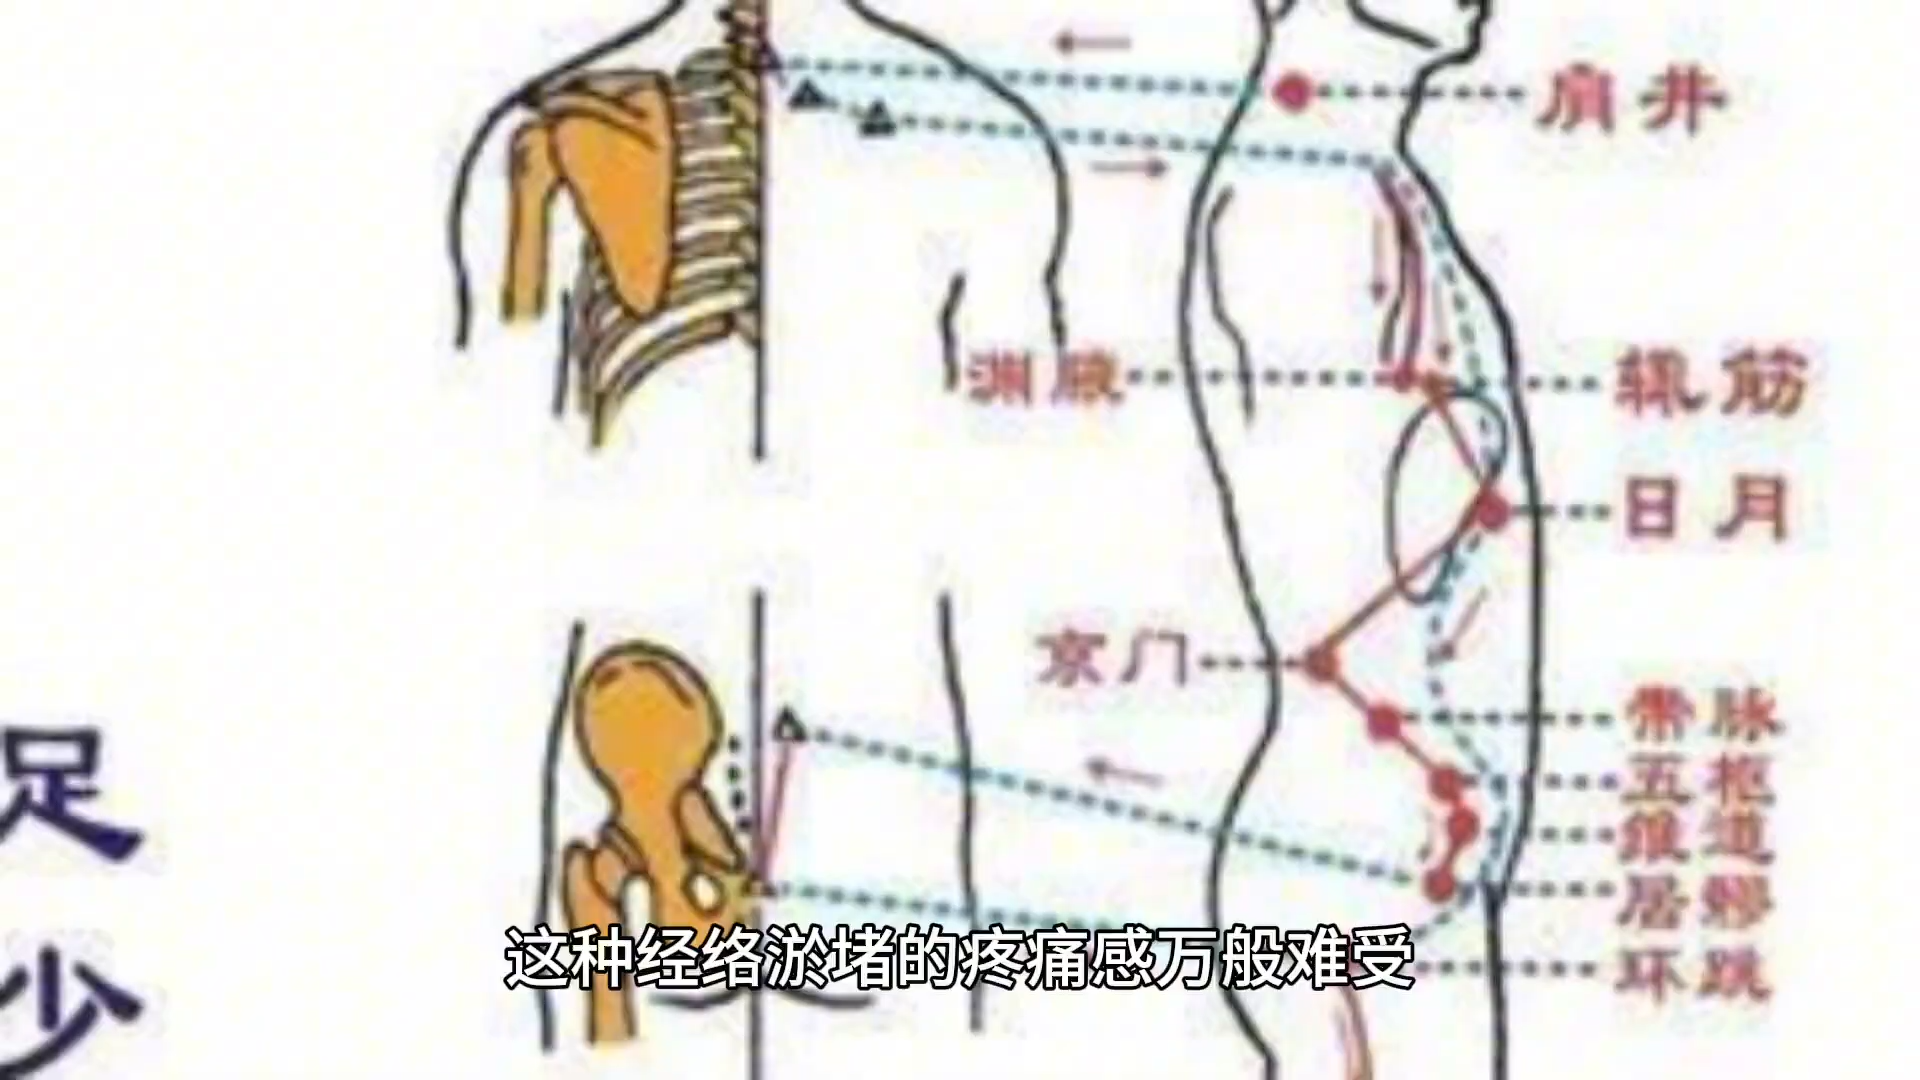 肩井
渊腋
辄筋
日月
京门
带脉
五枢
维道
居髎
环跳
足
少
这种经络淤堵的疼痛感万般难受